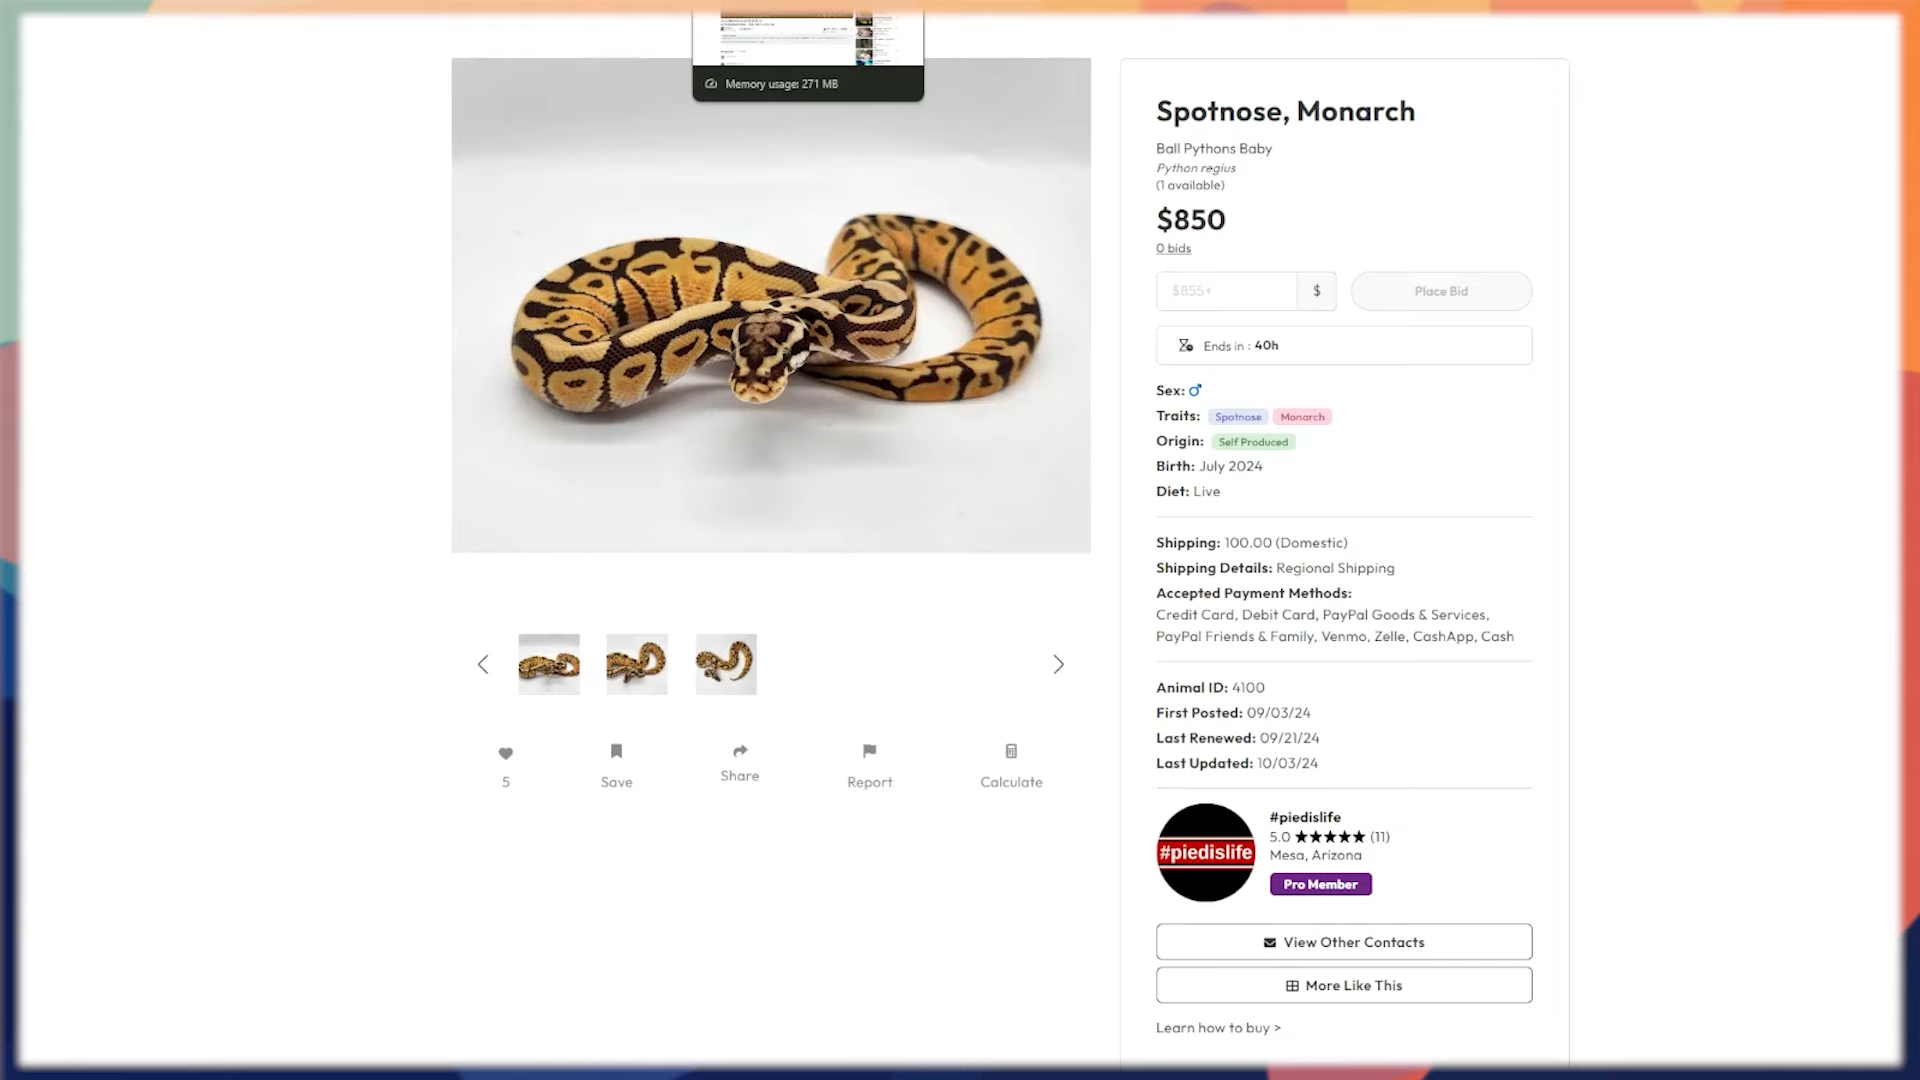 Memory usage: 271 MB
Spotnose, Monarch
Ball Pythons Baby
Python regius
(1 available)
$850
0 bids
$855+
$
Place Bid
Ends in : 40h
Sex: ♂
Traits: Spotnose Monarch
Origin: Self Produced
Birth: July 2024
Diet: Live
Shipping: 100.00 (Domestic)
Shipping Details: Regional Shipping
Accepted Payment Methods:
Credit Card, Debit Card, PayPal Goods & Services,
PayPal Friends & Family, Venmo, Zelle, CashApp, Cash
5
Save
Share
Report
Calculate
Animal ID: 4100
First Posted: 09/03/24
Last Renewed: 09/21/24
Last Updated: 10/03/24
#piedislife
#piedislife
5.0 ★★★★★ (11)
Mesa, Arizona
Pro Member
View Other Contacts
More Like This
Learn how to buy >